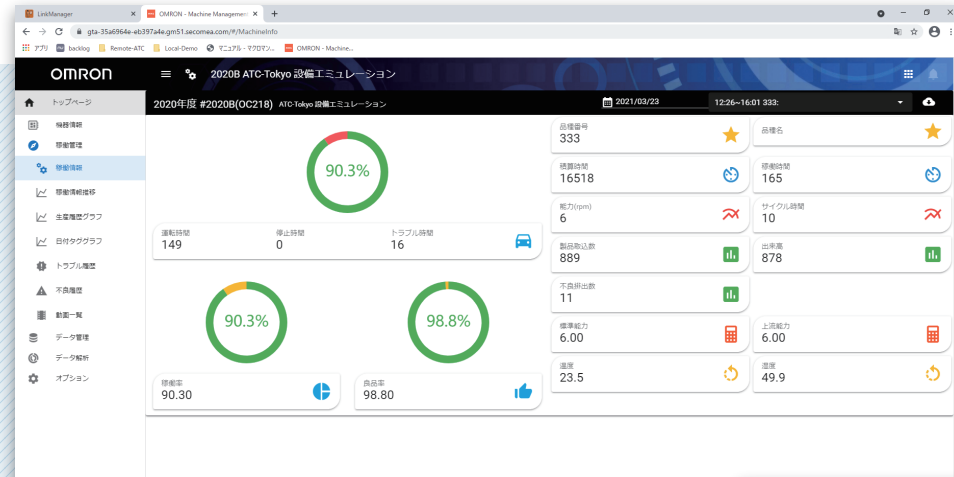 LinkManager
OMRON - Machine Management
gta-35a6964e-eb397a4e.gm51.secomea.com/#/MachineInfo
アプリ backlog Remote-ATC Local-Demo マニュアル - マクロマン... OMRON - Machine...
OMRON
2020B ATC-Tokyo 設備エミュレーション
トップページ
2020年度 #2020B(OC218) ATC-Tokyo 設備エミュレーション 2021/03/23 12:26~16:01 333:
機器情報
稼働管理
稼働情報
稼働情報推移
生産履歴グラフ
日付タググラフ
トラブル履歴
不良履歴
動画一覧
データ管理
データ解析
オプション
90.3%
運転時間 停止時間 トラブル時間
149 0 16
90.3% 98.8%
稼働率 良品率
90.30 98.80
品種番号 品種名
333
積算時間 稼働時間
16518 165
能力(rpm) サイクル時間
6 10
製品取込数 出来高
889 878
不良排出数
11
標準能力 上流能力
6.00 6.00
温度 湿度
23.5 49.9